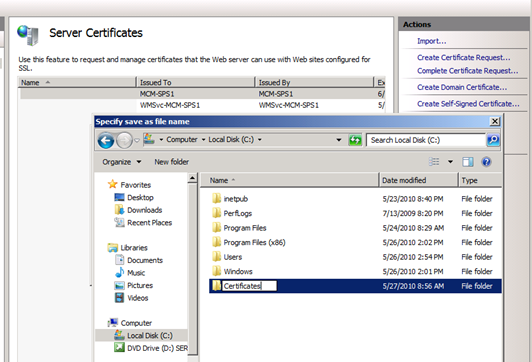 Server Certificates
Actions
Import...
Use this feature to request and manage certificates that the Web server can use with Web sites configured for
SSL.
Create Certificate Request...
Complete Certificate Request...
Create Domain Certificate...
Create Self-Signed Certificate...
Name Issued To Issued By Ex
MCM-SPS1 MCM-SPS1 6/
WMSvc-MCM-SPS1 WMSvc-MCM-SPS1 5/
Specify save as file name
Computer Local Disk (C:) Search Local Disk (C:)
Organize New folder
Favorites
Desktop
Downloads
Recent Places
Libraries
Documents
Music
Pictures
Videos
Computer
Local Disk (C:)
DVD Drive (D:) SER
Name Date modified Type
inetpub 5/23/2010 8:40 PM File folder
PerfLogs 7/13/2009 8:20 PM File folder
Program Files 5/24/2010 8:29 AM File folder
Program Files (x86) 5/26/2010 2:02 PM File folder
Users 5/26/2010 2:54 PM File folder
Windows 5/26/2010 2:01 PM File folder
Certificates 5/27/2010 8:56 AM File folder